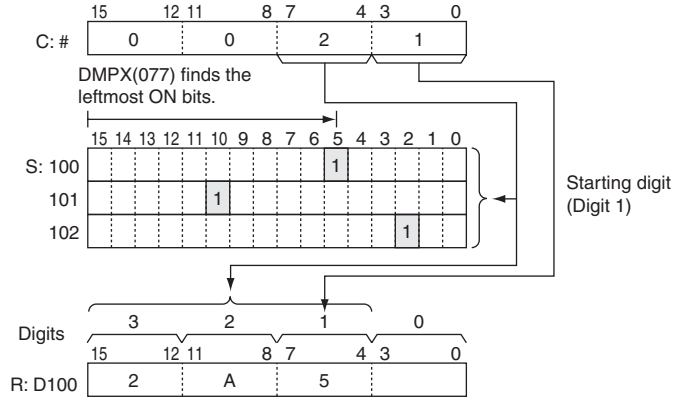 15 12 11 8 7 4 3 0
C: # 0 0 2 1
DMPX(077) finds the
leftmost ON bits.
15 14 13 12 11 10 9 8 7 6 5 4 3 2 1 0
S: 100 1
101 1
102 1
Starting digit
(Digit 1)
Digits 3 2 1 0
15 12 11 8 7 4 3 0
R: D100 2 A 5